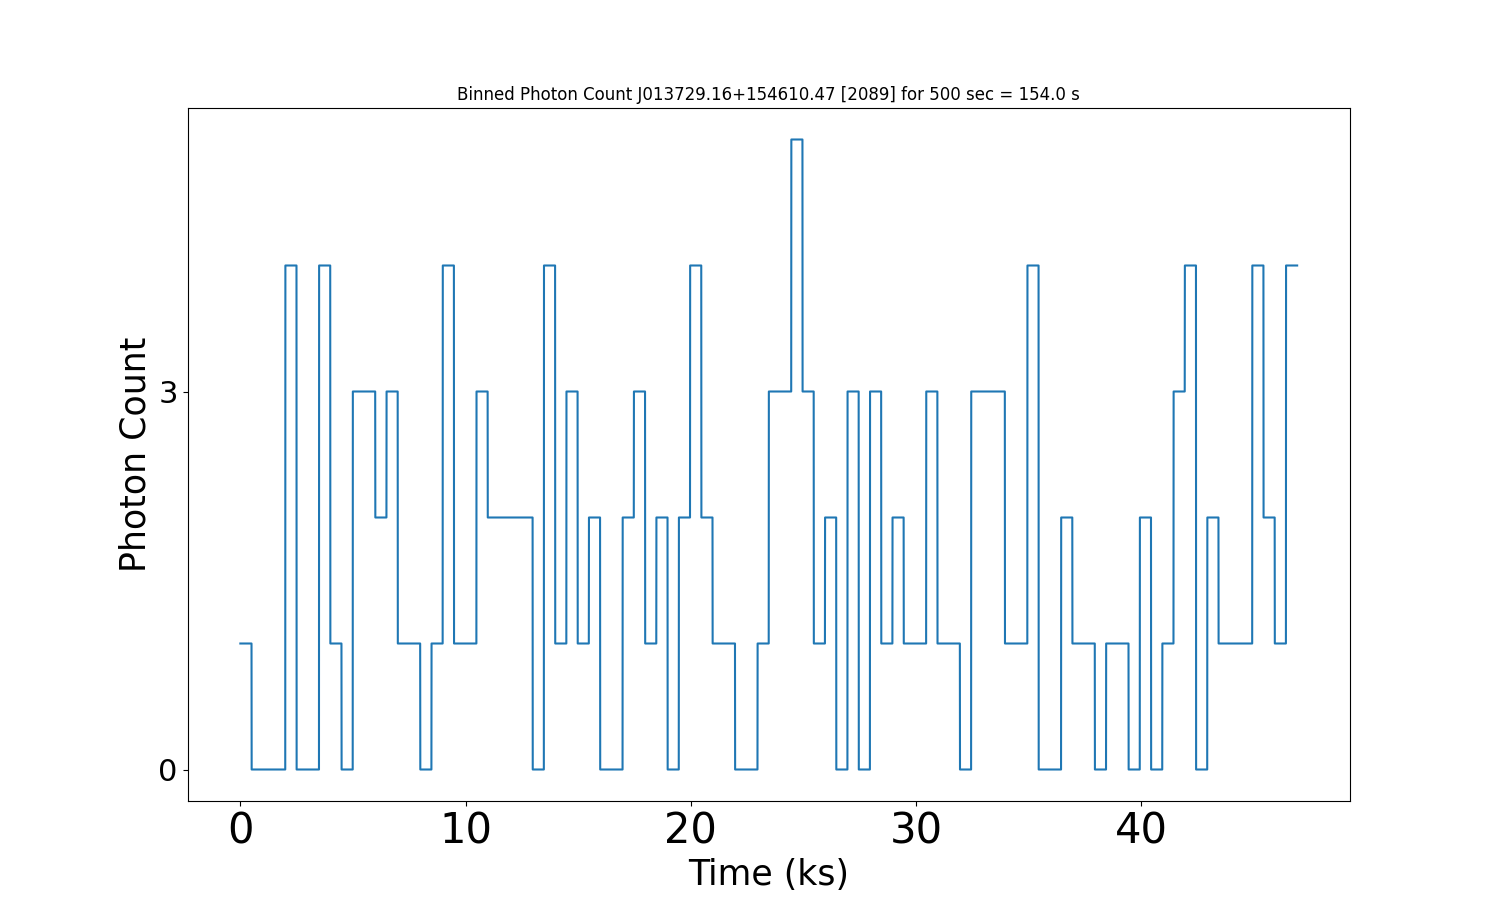 Binned Photon Count J013729.16+154610.47 [2089] for 500 sec = 154.0 s
Photon Count
3
0
0 10 20 30 40
Time (ks)